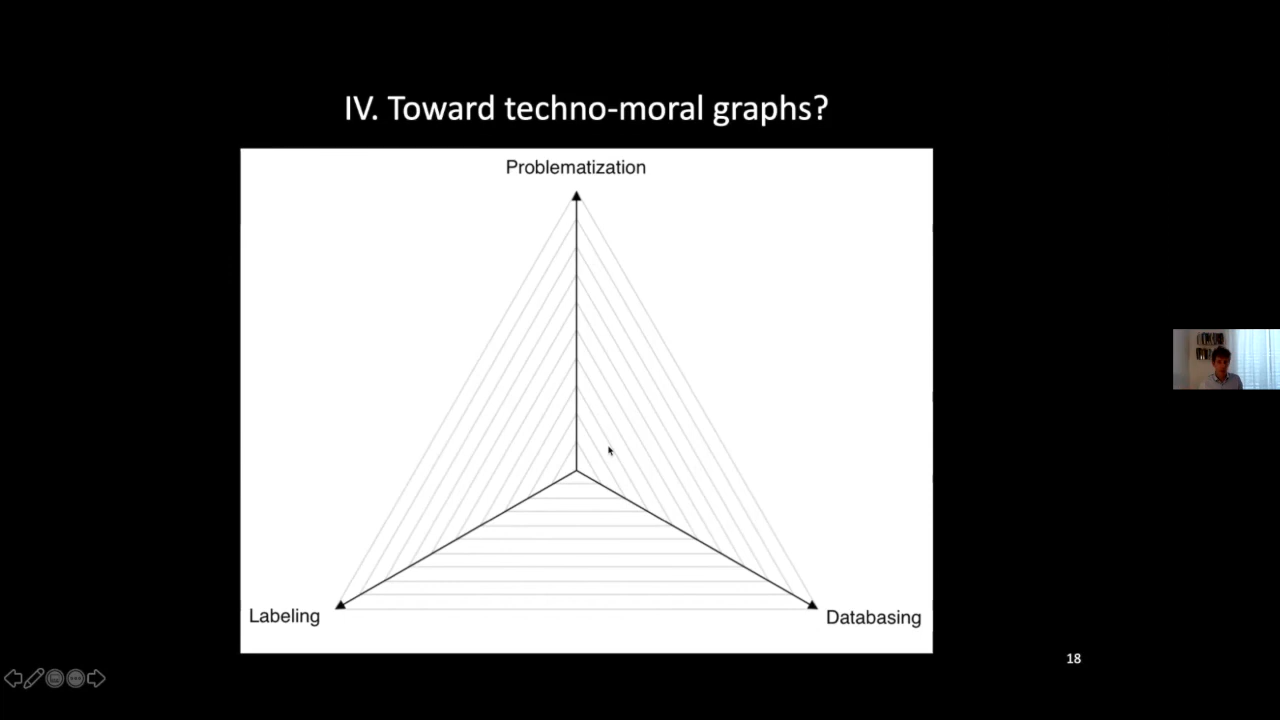 IV. Toward techno-moral graphs?
Problematization
Labeling
Databasing
18